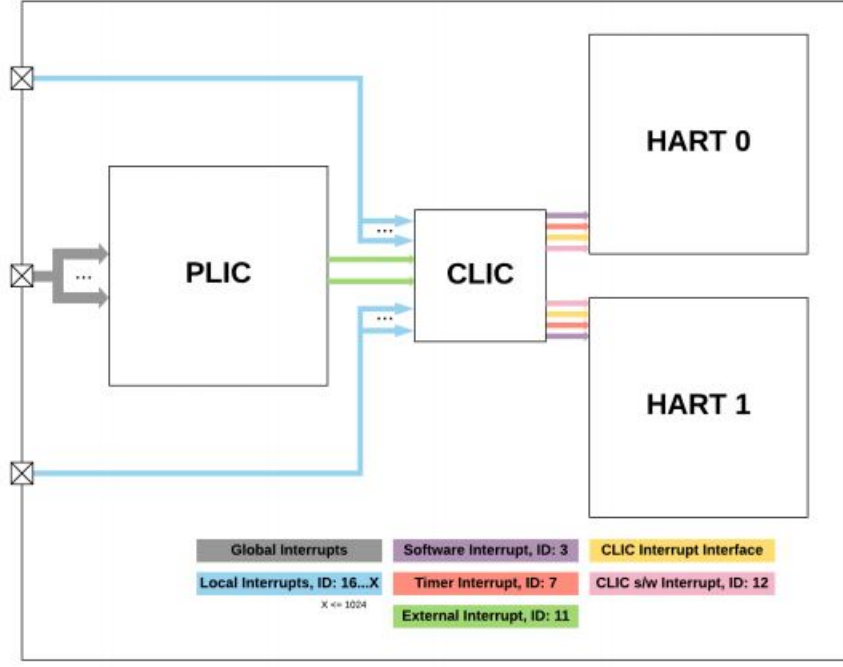 HART 0
...
PLIC
...
CLIC
...
HART 1
Global Interrupts
Software Interrupt, ID: 3
CLIC Interrupt Interface
Local Interrupts, ID: 16...X
Timer Interrupt, ID: 7
CLIC s/w Interrupt, ID: 12
X <= 1024
External Interrupt, ID: 11